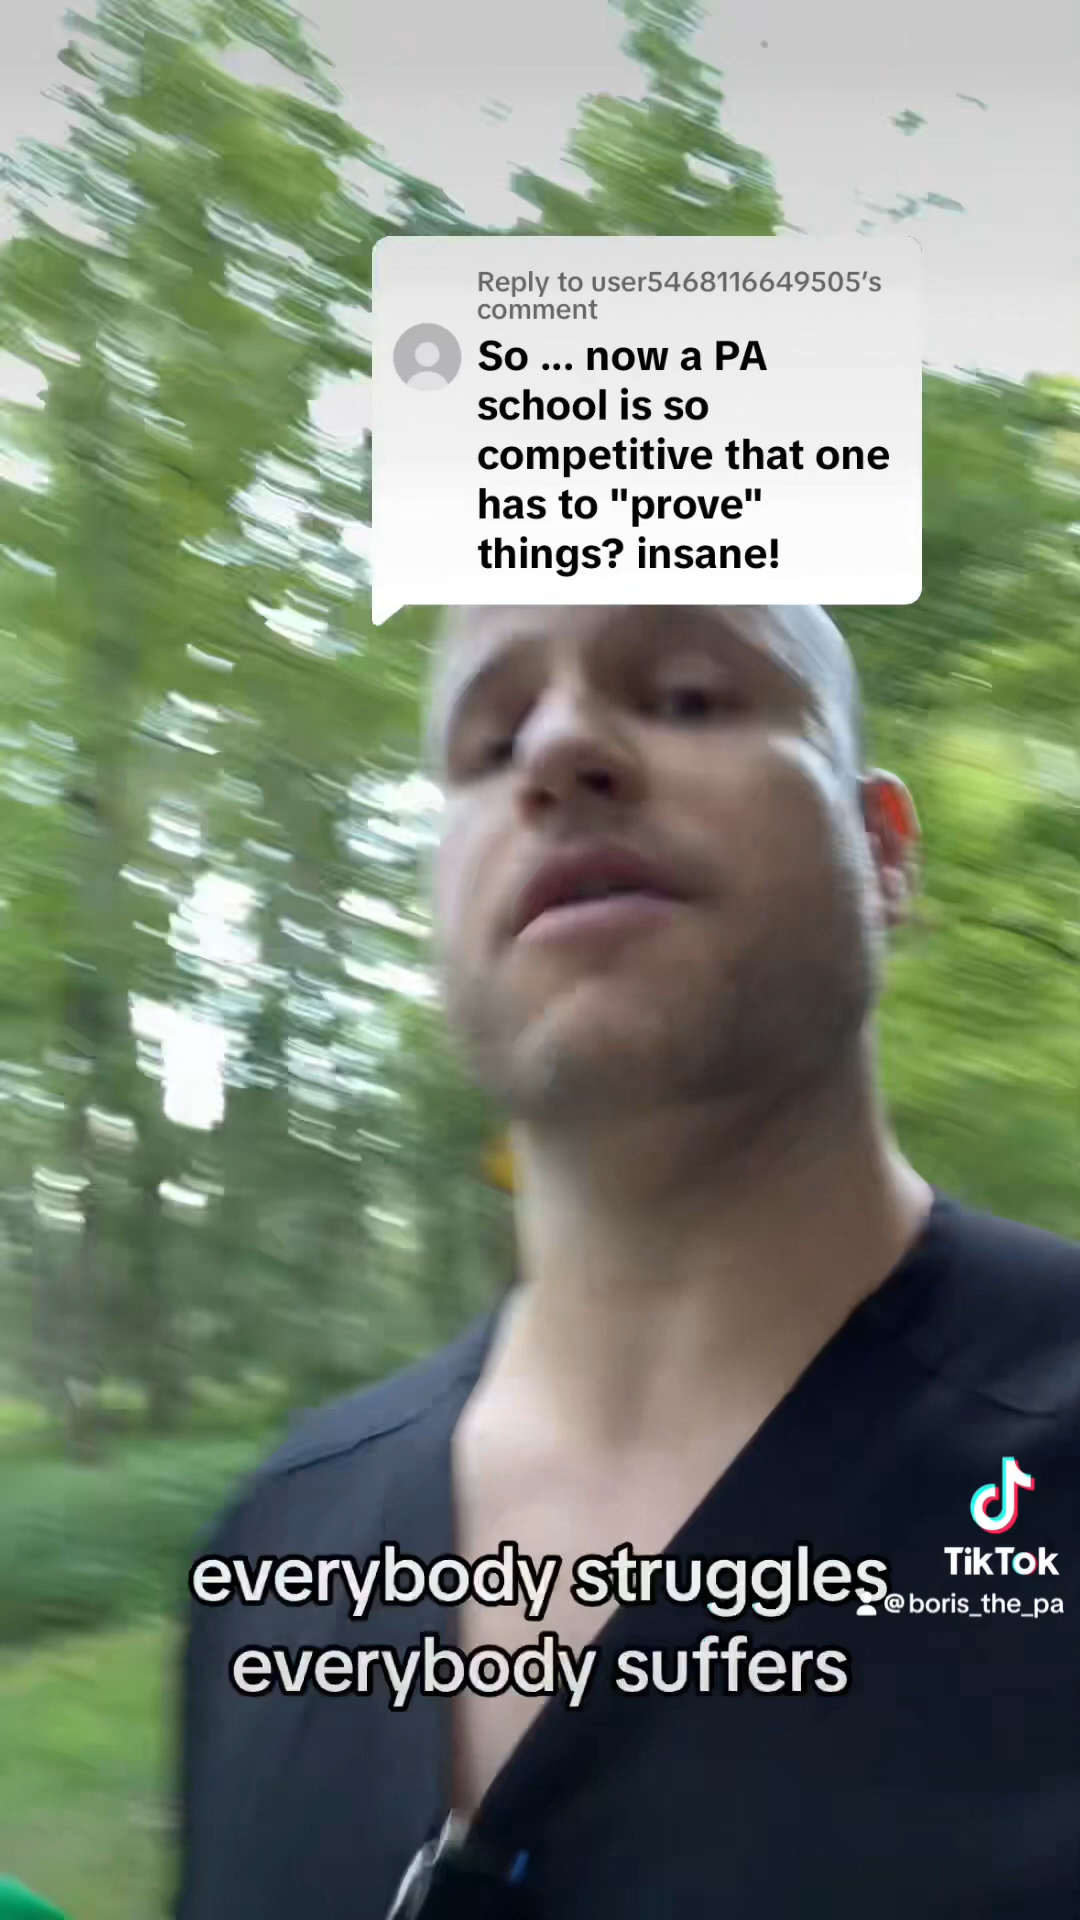 Reply to user5468116649505's
comment
So ... now a PA
school is so
competitive that one
has to "prove"
things? insane!
everybody struggles
everybody suffers
TikTok
@boris_the_pa